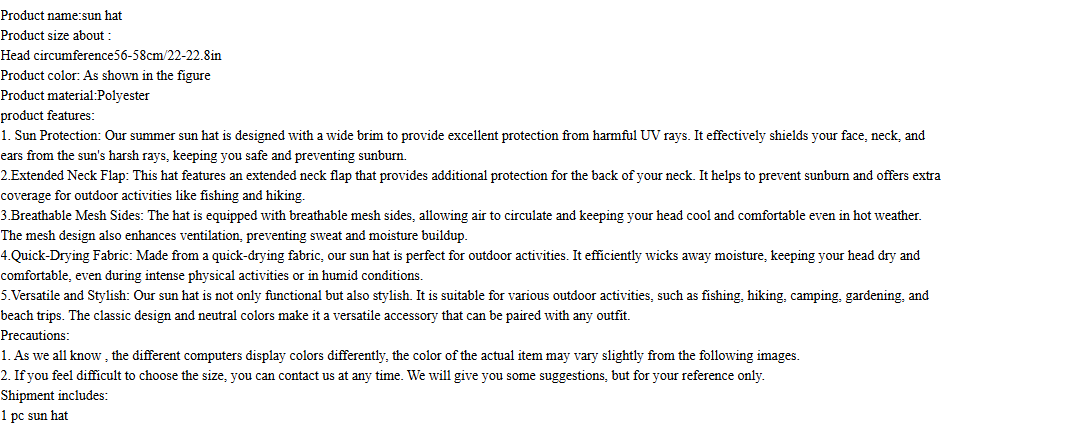 Product name:sun hat
Product size about :
Head circumference56-58cm/22-22.8in
Product color: As shown in the figure
Product material:Polyester
product features:
1. Sun Protection: Our summer sun hat is designed with a wide brim to provide excellent protection from harmful UV rays. It effectively shields your face, neck, and
ears from the sun's harsh rays, keeping you safe and preventing sunburn.
2.Extended Neck Flap: This hat features an extended neck flap that provides additional protection for the back of your neck. It helps to prevent sunburn and offers extra
coverage for outdoor activities like fishing and hiking.
3.Breathable Mesh Sides: The hat is equipped with breathable mesh sides, allowing air to circulate and keeping your head cool and comfortable even in hot weather.
The mesh design also enhances ventilation, preventing sweat and moisture buildup.
4.Quick-Drying Fabric: Made from a quick-drying fabric, our sun hat is perfect for outdoor activities. It efficiently wicks away moisture, keeping your head dry and
comfortable, even during intense physical activities or in humid conditions.
5.Versatile and Stylish: Our sun hat is not only functional but also stylish. It is suitable for various outdoor activities, such as fishing, hiking, camping, gardening, and
beach trips. The classic design and neutral colors make it a versatile accessory that can be paired with any outfit.
Precautions:
1. As we all know , the different computers display colors differently, the color of the actual item may vary slightly from the following images.
2. If you feel difficult to choose the size, you can contact us at any time. We will give you some suggestions, but for your reference only.
Shipment includes:
1 pc sun hat